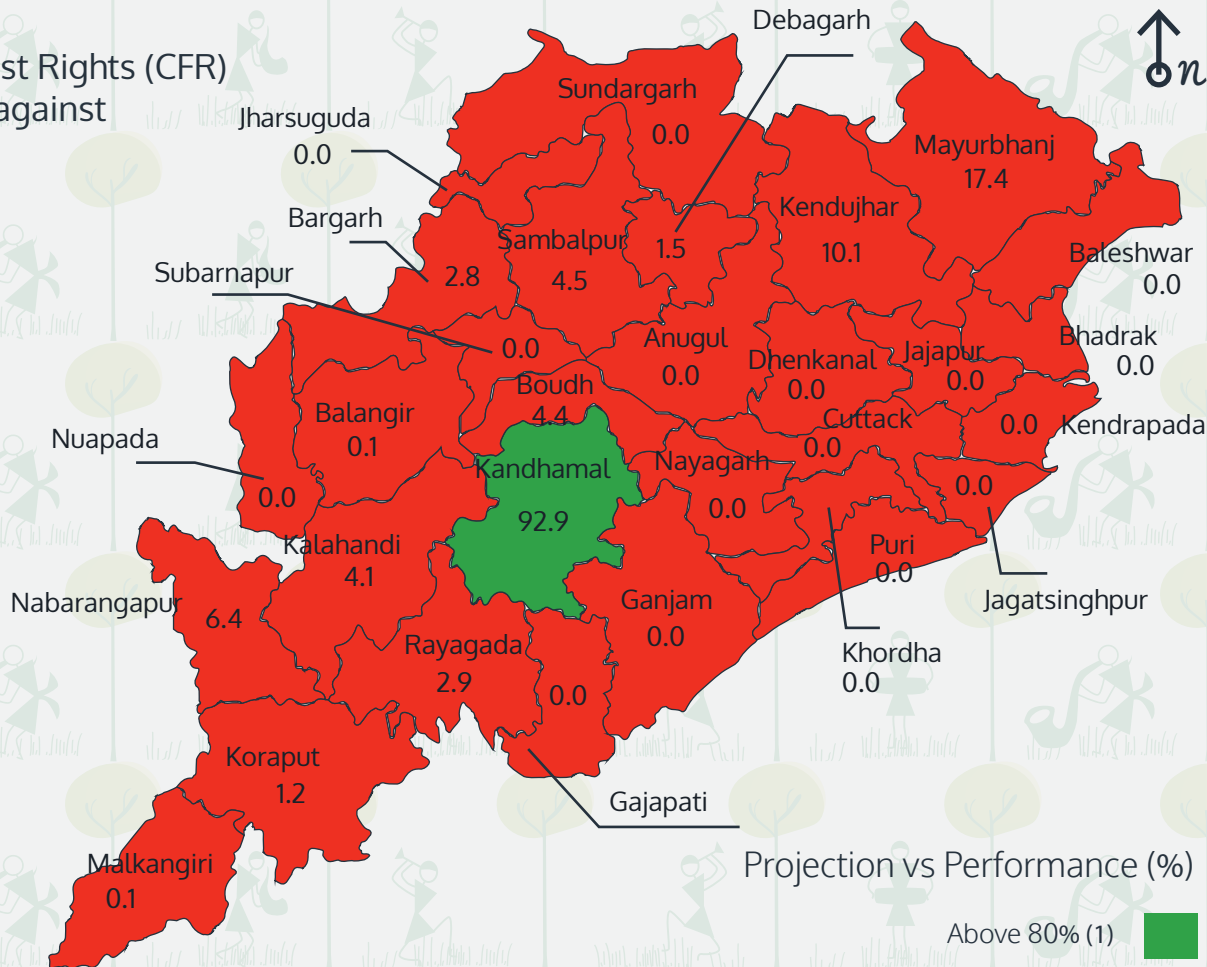 st Rights (CFR)
against
Debagarh
n
Sundargarh
0.0
Jharsuguda
0.0
Mayurbhanj
17.4
Bargarh
Kendujhar
10.1
Sambalpur
4.5
1.5
2.8
Baleshwar
0.0
Subarnapur
0.0
Anugul
0.0
Bhadrak
0.0
Dhenkanal
0.0
Jajapur
0.0
Boudh
4.4
Balangir
0.1
Cuttack
0.0
0.0
Kendrapada
Nuapada
0.0
Kandhamal
92.9
Nayagarh
0.0
0.0
Kalahandi
4.1
Puri
0.0
Nabarangapur
6.4
Ganjam
0.0
Jagatsinghpur
Rayagada
2.9
0.0
Khordha
0.0
Koraput
1.2
Gajapati
Malkangiri
0.1
Projection vs Performance (%)
Above 80% (1)